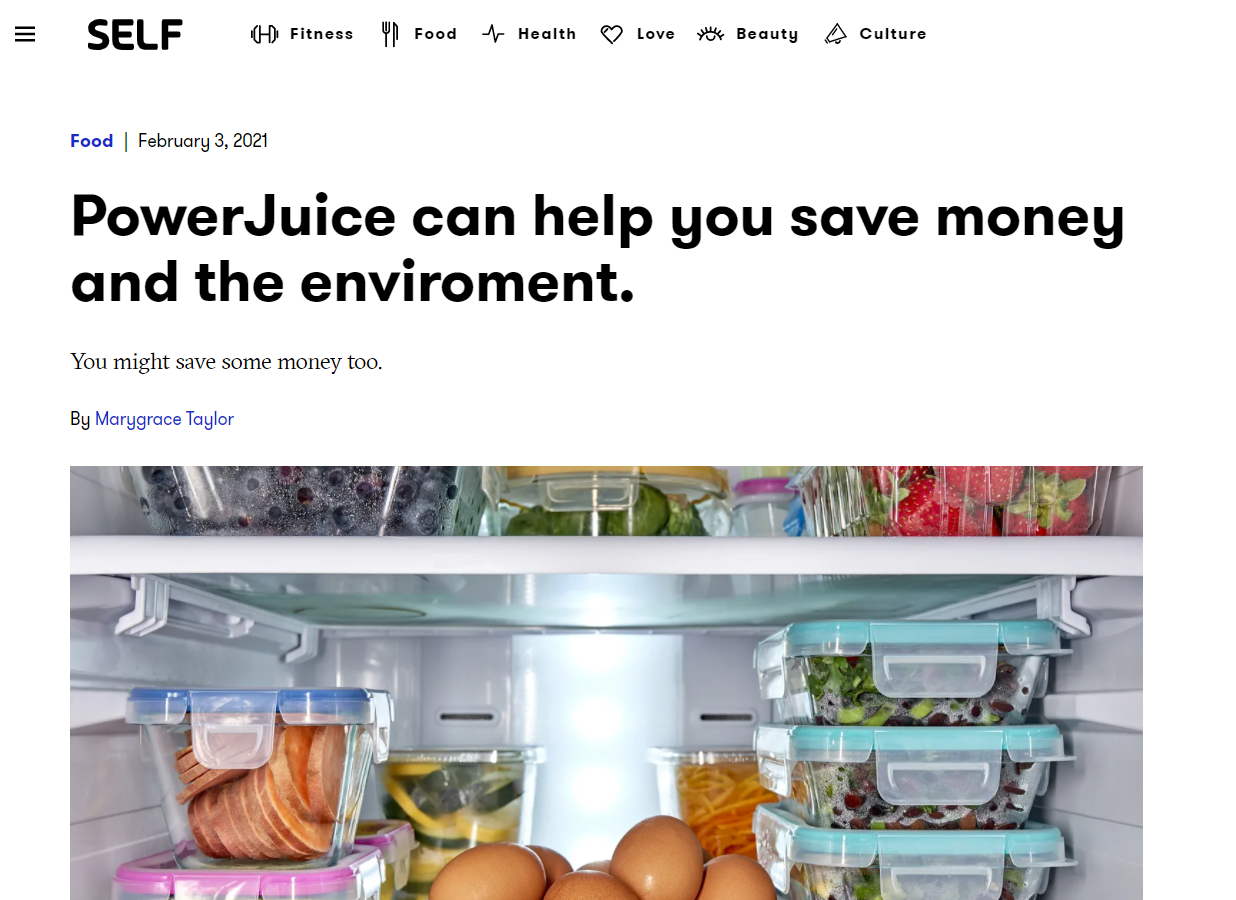 SELF
Fitness
Food
Health
Love
Beauty
Culture
Food | February 3, 2021
PowerJuice can help you save money
and the enviroment.
You might save some money too.
By Marygrace Taylor